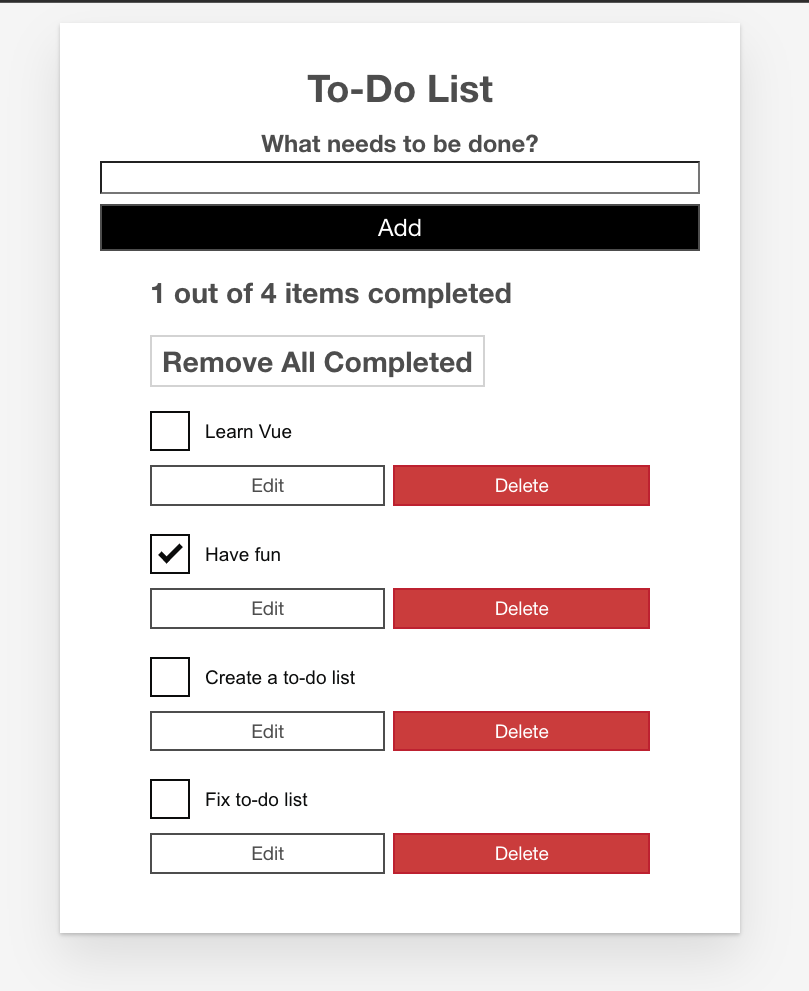 To-Do List
What needs to be done?
Add
1 out of 4 items completed
Remove All Completed
Learn Vue
Edit Delete
Have fun
Edit Delete
Create a to-do list
Edit Delete
Fix to-do list
Edit Delete